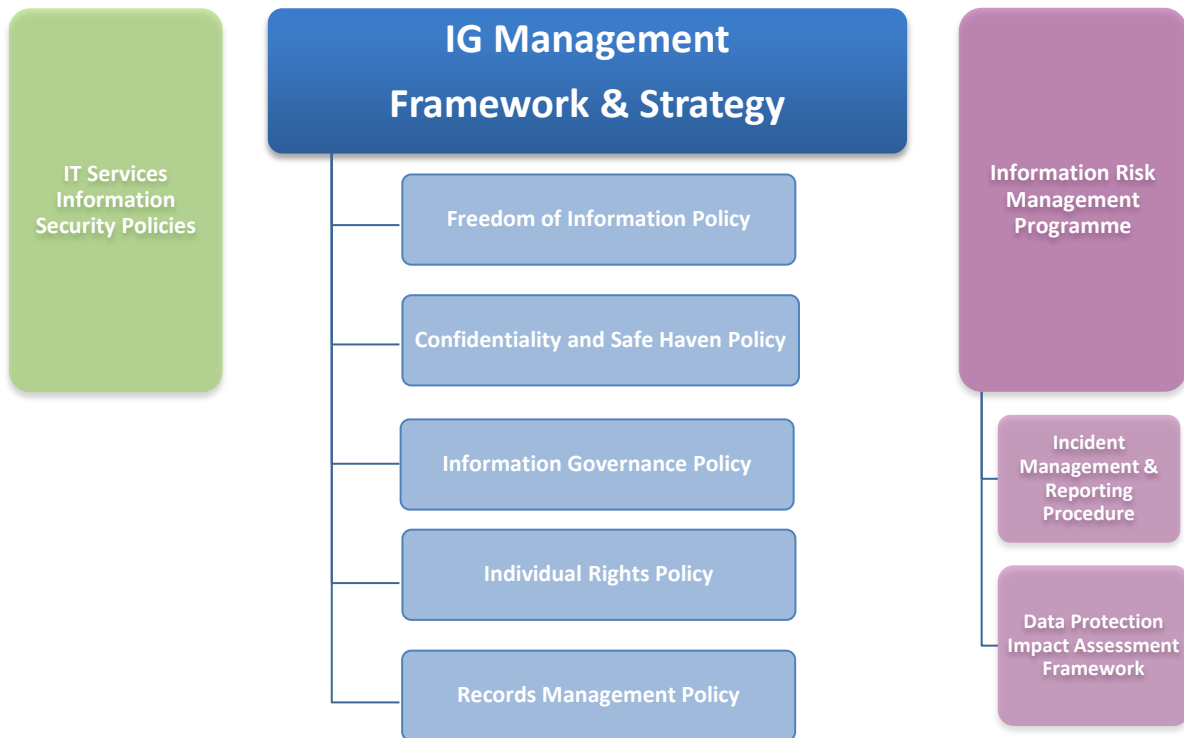 IG Management
Framework & Strategy
IT Services
Information
Security Policies
Freedom of Information Policy
Confidentiality and Safe Haven Policy
Information Governance Policy
Individual Rights Policy
Records Management Policy
Information Risk
Management
Programme
Incident
Management &
Reporting
Procedure
Data Protection
Impact Assessment
Framework